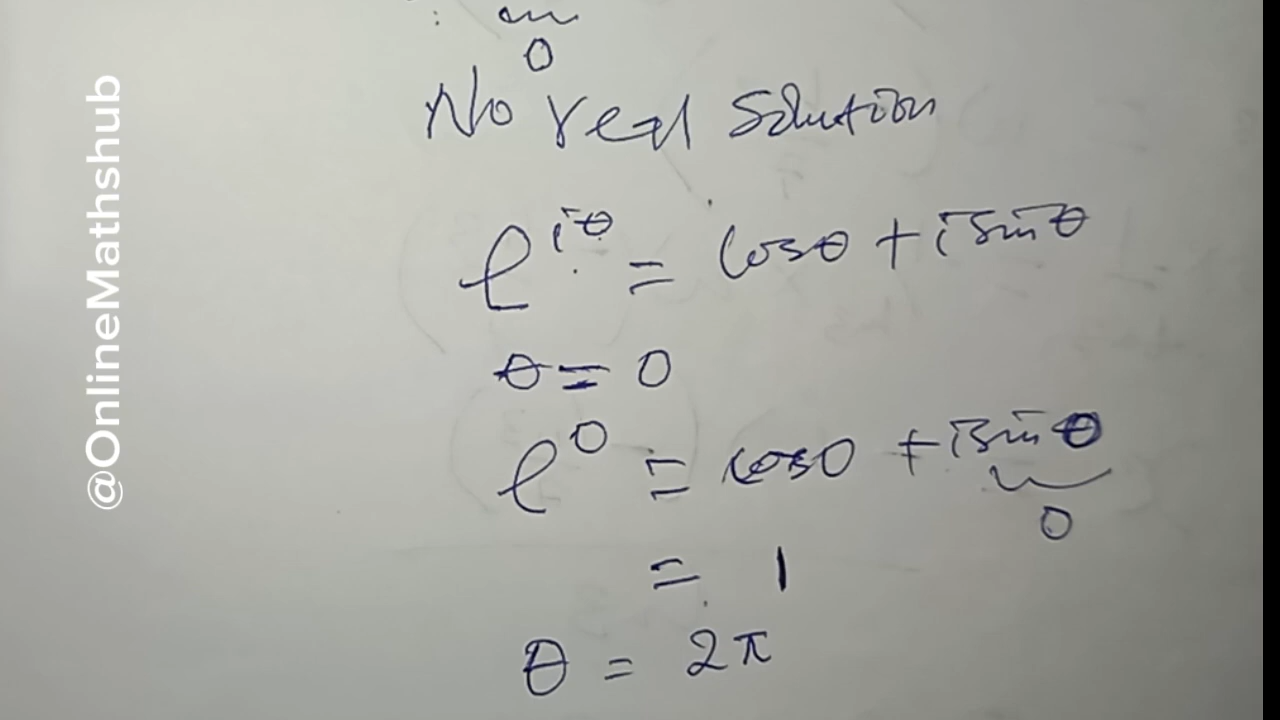 @OnlineMathshub
0
No real solution
e^{iθ} = cosθ + i sinθ
θ = 0
e^0 = cos0 + i sin0
0
= 1
θ = 2π